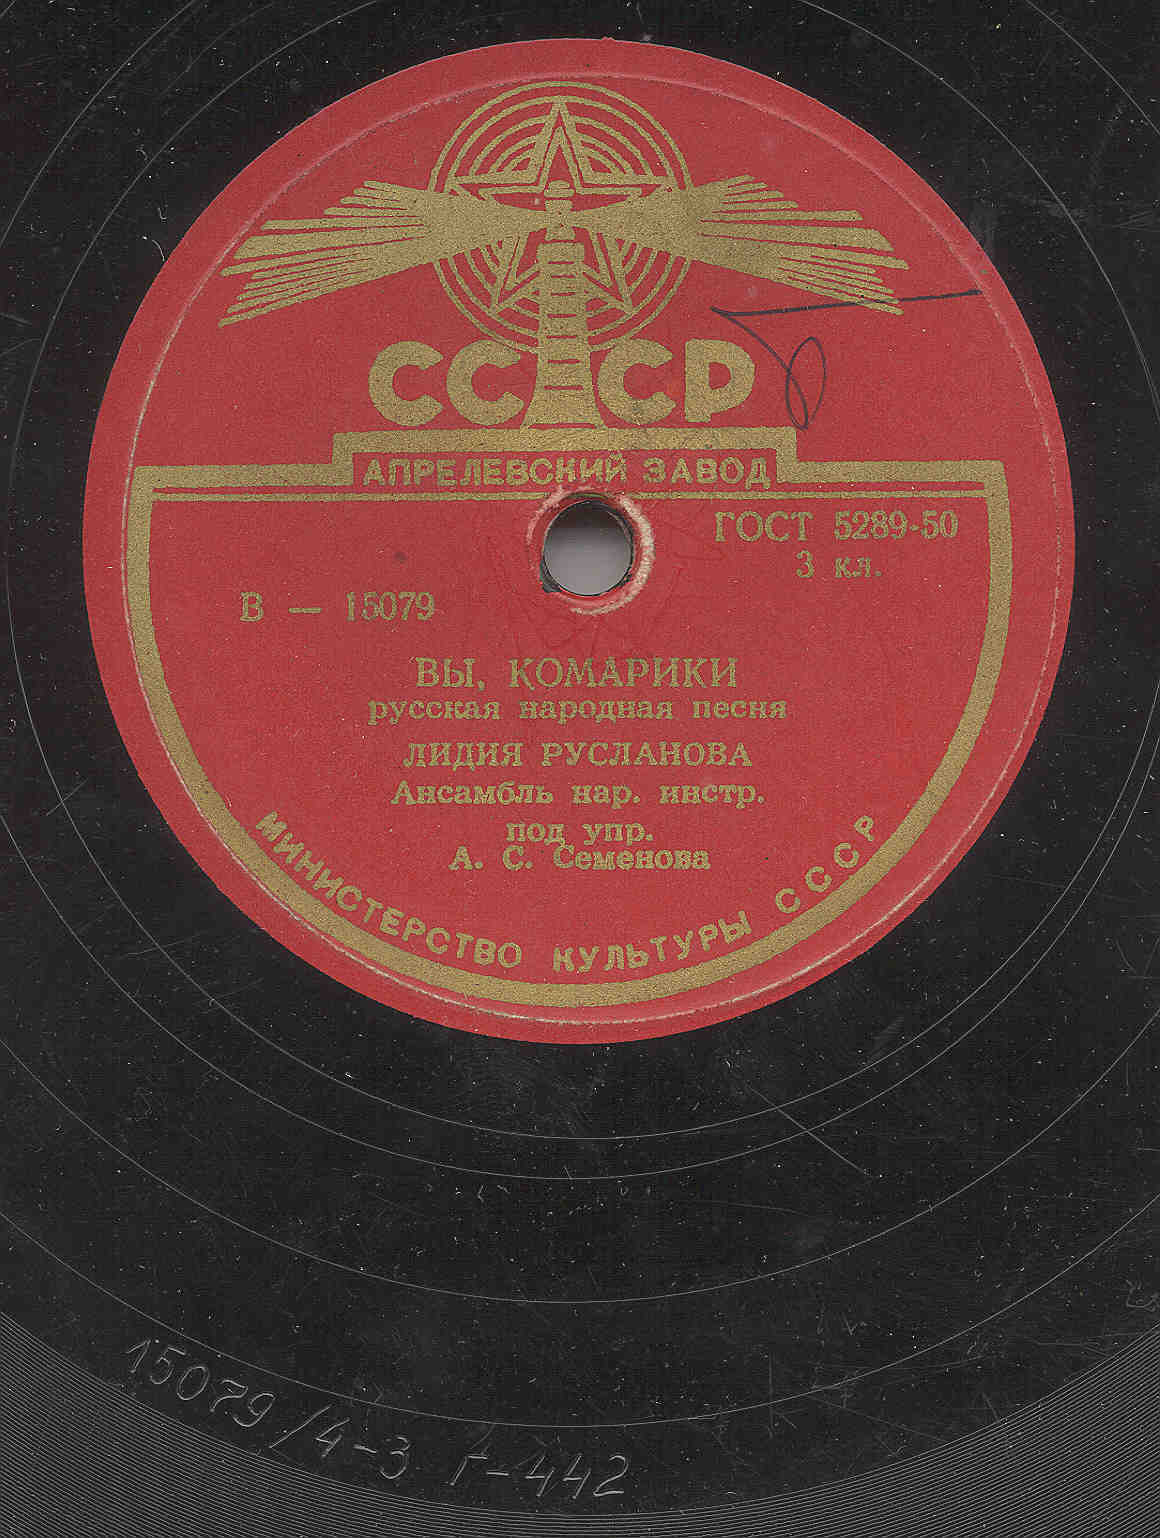 СССР
АПРЕЛЕВСКИЙ ЗАВОД
ГОСТ 5289-50
3 кл.
В — 15079
ВЫ, КОМАРИКИ
русская народная песня
ЛИДИЯ РУСЛАНОВА
Ансамбль нар. инстр.
под упр.
А. С. Семенова
МИНИСТЕРСТВО КУЛЬТУРЫ СССР
15079/4-3 Г-442